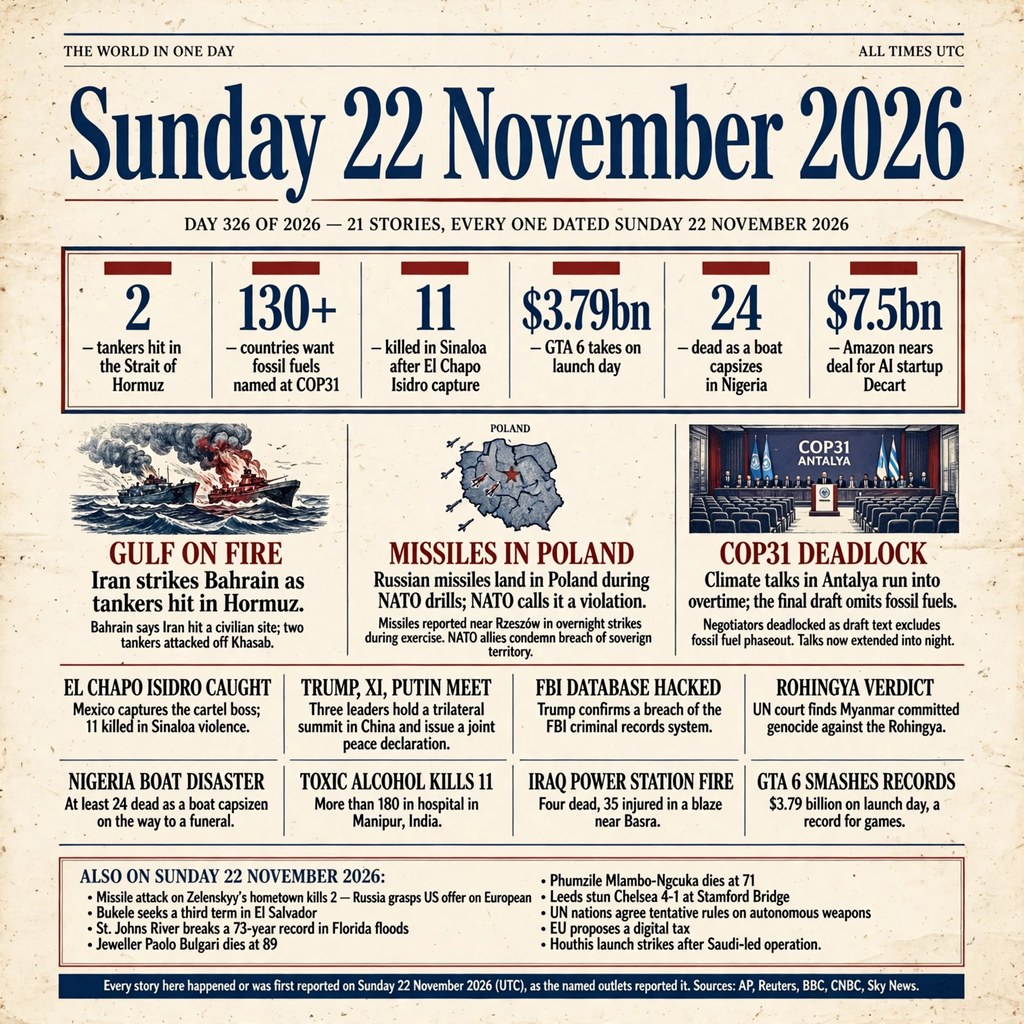 THE WORLD IN ONE DAY
ALL TIMES UTC
Sunday 22 November 2026
DAY 326 OF 2026 — 21 STORIES, EVERY ONE DATED SUNDAY 22 NOVEMBER 2026
2
– tankers hit in
the Strait of
Hormuz
130+
– countries want
fossil fuels
named at COP31
11
– killed in Sinaloa
after El Chapo
Isidro capture
$3.79bn
– GTA 6 takes on
launch day
24
– dead as a boat
capsizes
in Nigeria
$7.5bn
– Amazon nears
deal for AI startup
Decart
GULF ON FIRE
Iran strikes Bahrain as
tankers hit in Hormuz.
Bahrain says Iran hit a civilian site; two
tankers attacked off Khasab.
POLAND
MISSILES IN POLAND
Russian missiles land in Poland during
NATO drills; NATO calls it a violation.
Missiles reported near Rzeszów in overnight strikes
during exercise. NATO allies condemn breach of soverign
territory.
COP31
ANTALYA
COP31 DEADLOCK
Climate talks in Antalya run into
overtime; the final draft omits fossil fuels.
Negotiators deadlocked as draft text excludes
fossil fuel phaseout. Talks now extended into night.
EL CHAPO ISIDRO CAUGHT
Mexico captures the cartel boss;
11 killed in Sinaloa violence.
TRUMP, XI, PUTIN MEET
Three leaders hold a trilateral
summit in China and issue a joint
peace declaration.
FBI DATABASE HACKED
Trump confirms a breach of the
FBI criminal records system.
ROHINGYA VERDICT
UN court finds Myanmar committed
genocide against the Rohingya.
NIGERIA BOAT DISASTER
At least 24 dead as a boat capsizen
on the way to a funeral.
TOXIC ALCOHOL KILLS 11
More than 180 in hospital in
Manipur, India.
IRAQ POWER STATION FIRE
Four dead, 35 injured in a blaze
near Basra.
GTA 6 SMASHES RECORDS
$3.79 billion on launch day, a
record for games.
ALSO ON SUNDAY 22 NOVEMBER 2026:
• Missile attack on Zelenskyy's hometown kills 2 — Russia grasps US offer on European
• Bukele seeks a third term in El Salvador
• St. Johns River breaks a 73-year record in Florida floods
• Jeweller Paolo Bulgari dies at 89
• Phumzile Mlambo-Ngcuka dies at 71
• Leeds stun Chelsea 4-1 at Stamford Bridge
• UN nations agree tentative rules on autonomous weapons
• EU proposes a digital tax
• Houthis launch strikes after Saudi-led operation.
Every story here happened or was first reported on Sunday 22 November 2026 (UTC), as the named outlets reported it. Sources: AP, Reuters, BBC, CNBC, Sky News.